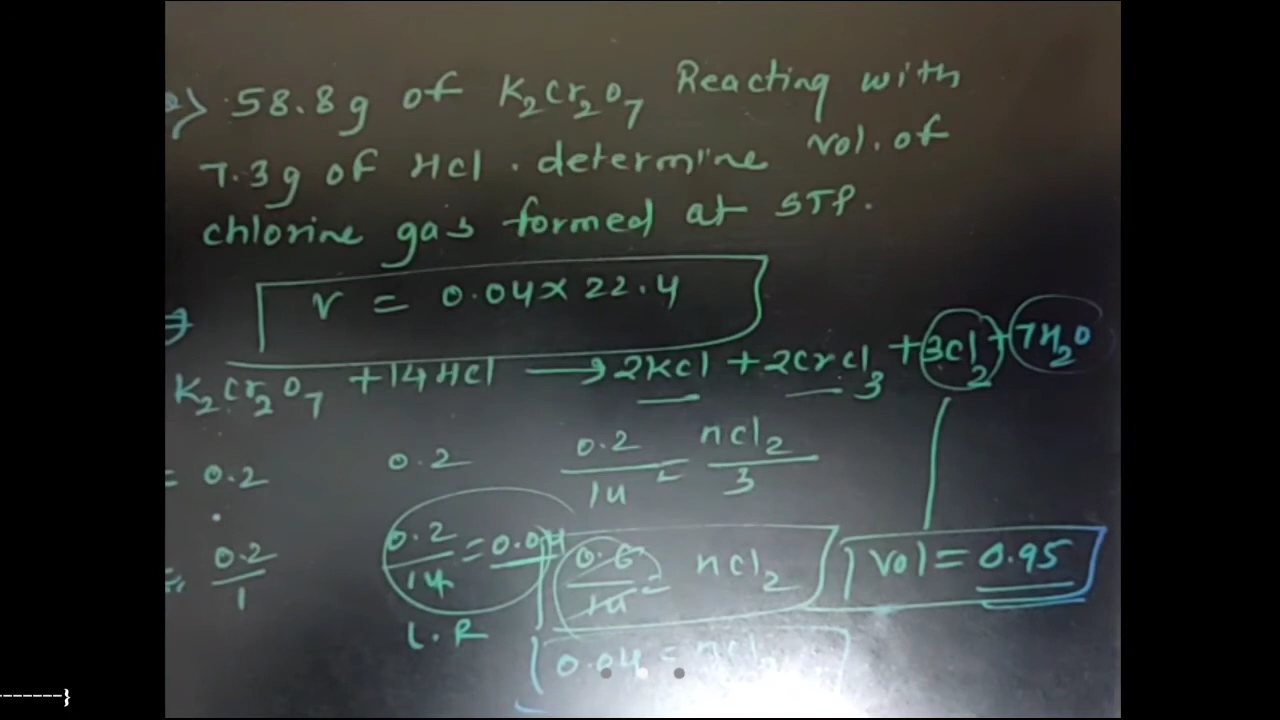 58.8g of K₂Cr₂O₇ Reacting with
7.3g of HCl. determine vol. of
chlorine gas formed at STP.
⇒ V = 0.04 x 22.4
K₂Cr₂O₇ + 14HCl → 2KCl + 2CrCl₃ + 3Cl₂ + 7H₂O
= 0.2 0.2 0.2/14 = nCl₂/3
= 0.2/1 0.2/14 = 0.04 0.6/14 = nCl₂ Vol = 0.95
L.R
0.04 = nCl₂
-------}